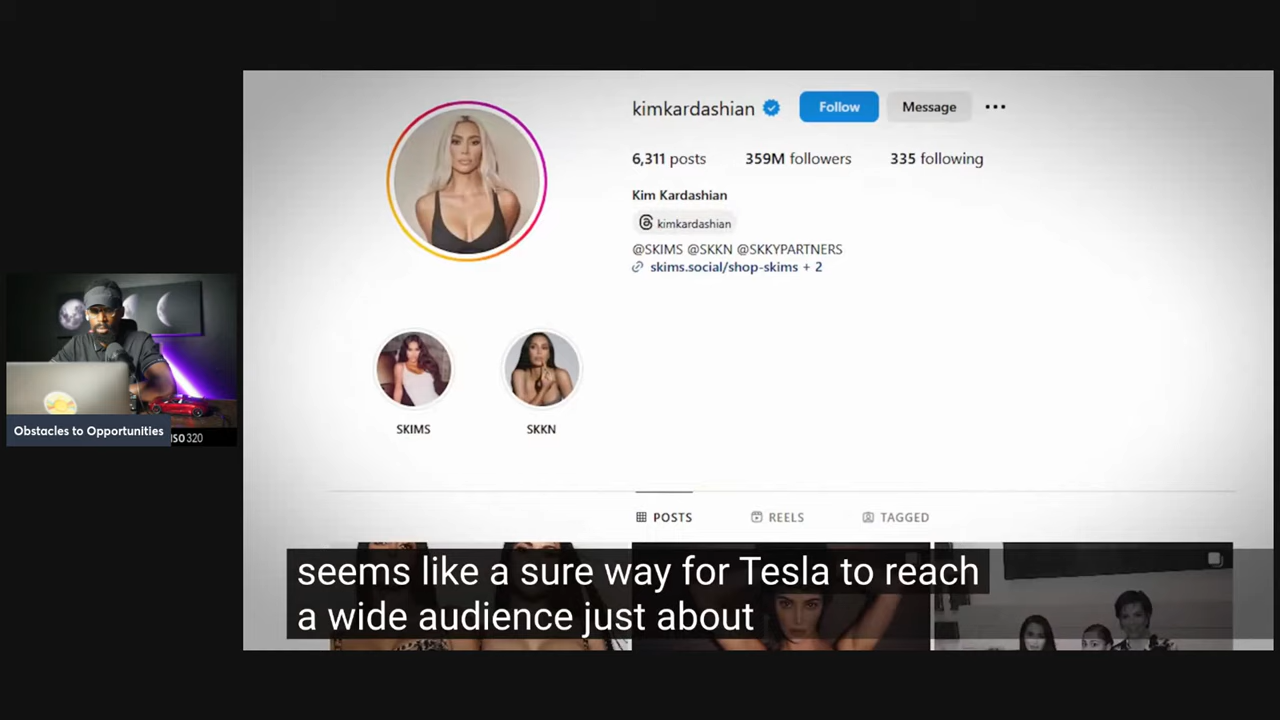 kimkardashian Follow Message
6,311 posts 359M followers 335 following
Kim Kardashian
kimkardashian
@SKIMS @SKKN @SKKYPARTNERS
skims.social/shop-skims + 2
SKIMS SKKN
Obstacles to Opportunities
ISO 320
POSTS REELS TAGGED
seems like a sure way for Tesla to reach
a wide audience just about